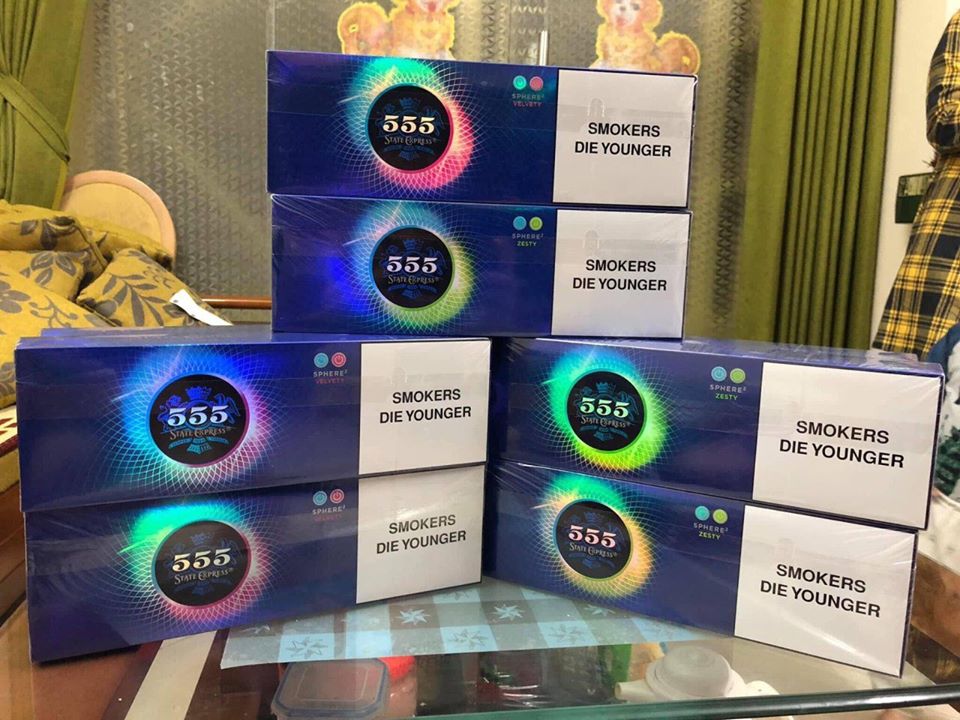 555
STATE EXPRESS
SPHERE²
VELVETY
SMOKERS
DIE YOUNGER
555
STATE EXPRESS
SPHERE²
ZESTY
SMOKERS
DIE YOUNGER
555
STATE EXPRESS
SPHERE²
VELVETY
SMOKERS
DIE YOUNGER
555
STATE EXPRESS
SPHERE²
ZESTY
SMOKERS
DIE YOUNGER
555
STATE EXPRESS
SPHERE²
VELVETY
SMOKERS
DIE YOUNGER
555
STATE EXPRESS
SPHERE²
ZESTY
SMOKERS
DIE YOUNGER